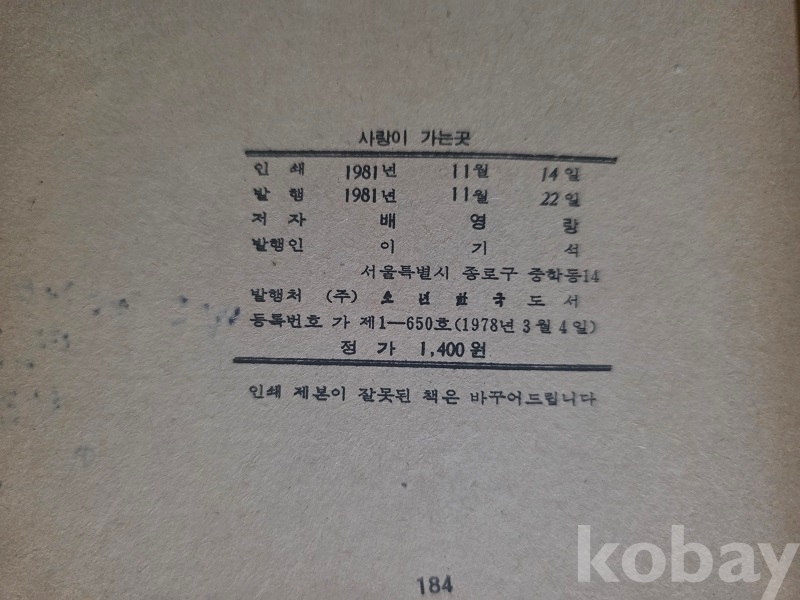 사랑이 가는곳
인 쇄 1981년 11월 14일
발 행 1981년 11월 22일
저 자 배 영 랑
발행인 이 기 석
서울특별시 종로구 중학동14
발행처 (주) 소년한국도서
등록번호 가 제1—650호(1978년 3월 4일)
정 가 1,400원
인쇄 제본이 잘못된 책은 바꾸어드립니다
184
kobay